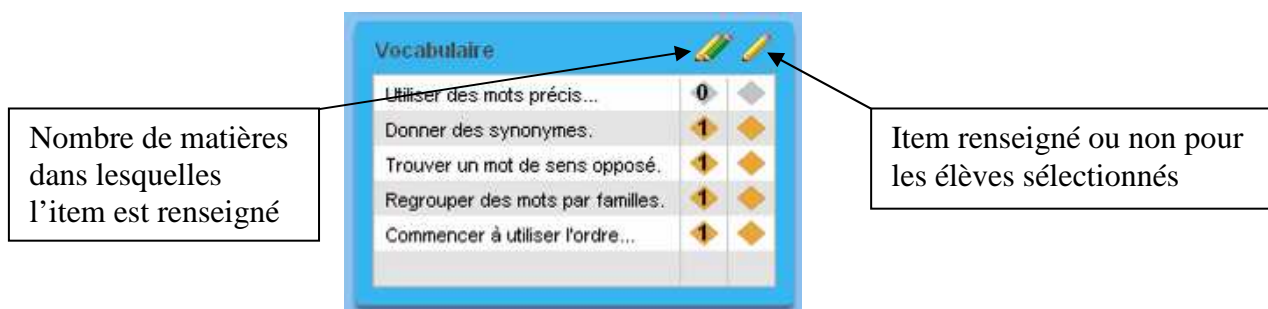 Vocabulaire
Utiliser des mots précis... 0
Donner des synonymes. 1
Trouver un mot de sens opposé. 1
Regrouper des mots par familles. 1
Commencer à utiliser l'ordre... 1
Nombre de matières
dans lesquelles
l’item est renseigné
Item renseigné ou non pour
les élèves sélectionnés